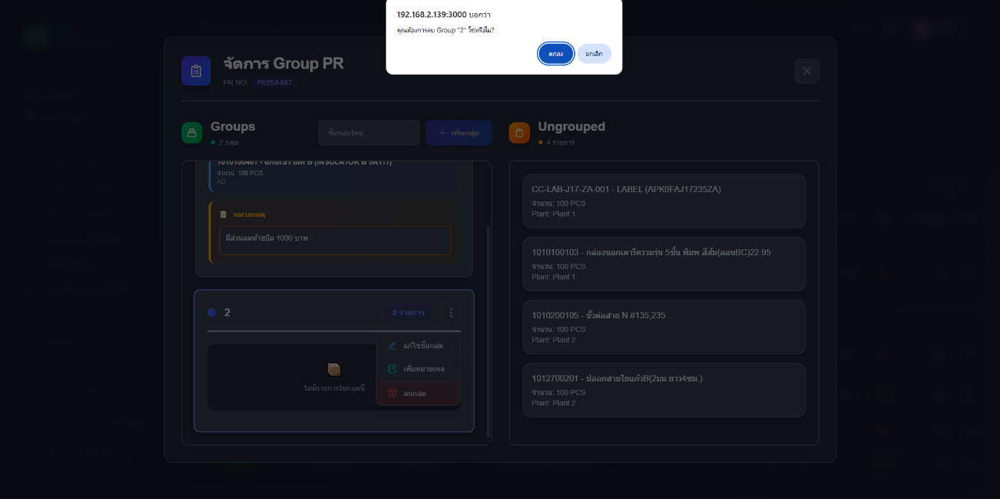 192.168.2.139:3000 บอกว่า
คุณต้องการลบ Group "2" ใช่หรือไม่?
ตกลง
ยกเลิก
จัดการ Group PR
PR NO: PR25A487
Groups
2 กลุ่ม
ชื่อกลุ่มใหม่...
+ เพิ่มกลุ่ม
Ungrouped
4 รายการ
จำนวน: 100 PCS
AD
หมายเหตุ
มีส่วนลดท้ายบิล 1000 บาท
2
0 รายการ
แก้ไขชื่อกลุ่ม
เพิ่มหมายเหตุ
ลบกลุ่ม
ไม่มีรายการในกลุ่มนี้
CC-LAB-J17-ZA-001 - LABEL (APK0FAJ17235ZA)
จำนวน: 100 PCS
Plant: Plant 1
1010100103 - กล่องนอกเตารีดรวมรุ่น 5ชั้น พิมพ์ สีส้ม(ลอนBC)22.95
จำนวน: 100 PCS
Plant: Plant 1
1010200105 - ขั้วต่อสาย N #135,235
จำนวน: 100 PCS
Plant: Plant 2
1012700201 - ปลอกสายใยแก้วB(2มม.ยาว4ซม.)
จำนวน: 100 PCS
Plant: Plant 2